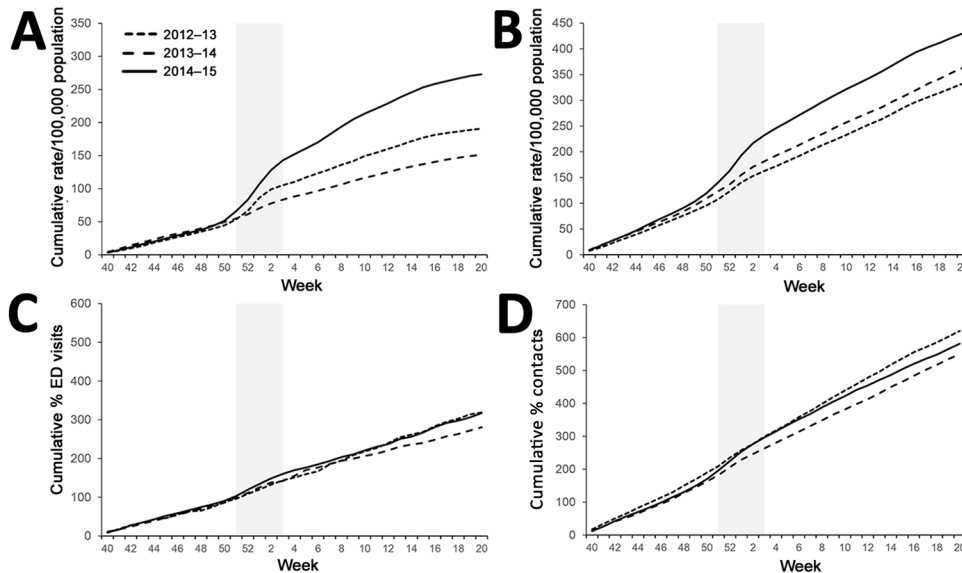 A
Cumulative rate/100,000 population
350
300
250
200
150
100
50
0
2012–13
2013–14
2014–15
40 42 44 46 48 50 52 2 4 6 8 10 12 14 16 18 20
Week
B
Cumulative rate/100,000 population
450
400
350
300
250
200
150
100
50
0
40 42 44 46 48 50 52 2 4 6 8 10 12 14 16 18 2
Week
C
Cumulative % ED visits
600
500
400
300
200
100
0
40 42 44 46 48 50 52 2 4 6 8 10 12 14 16 18 20
Week
D
Cumulative % contacts
700
600
500
400
300
200
100
0
40 42 44 46 48 50 52 2 4 6 8 10 12 14 16 18 20
Week